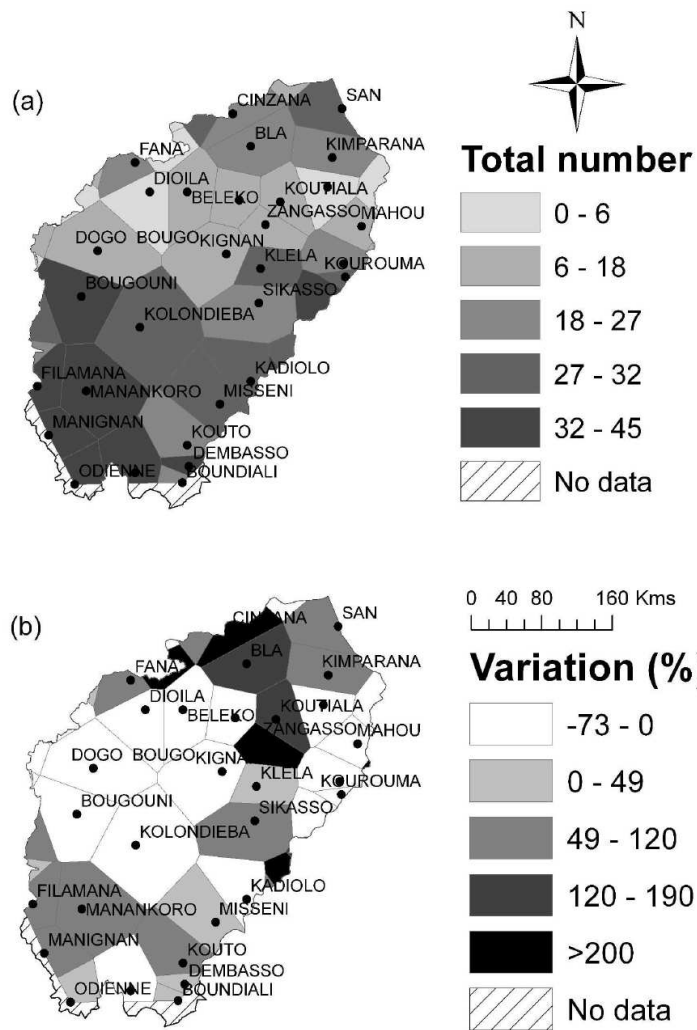 N
(a)
CINZANA
SAN
BLA
FANA
KIMPARANA
DIOILA
KOUTIALA
BELEKO
ZANGASSO
MAHOU
DOGO
BOUGO
KIGNAN
KLELA
KOUROUMA
BOUGOUNI
SIKASSO
KOLONDIEBA
FILAMANA
KADIOLO
MANANKORO
MISSENI
MANIGNAN
KOUTO
DEMBASSO
ODIENNE
BOUNDIALI
Total number
0 - 6
6 - 18
18 - 27
27 - 32
32 - 45
No data
(b)
CINZANA
SAN
BLA
FANA
KIMPARANA
DIOILA
KOUTIALA
BELEKO
ZANGASSO
MAHOU
DOGO
BOUGO
KIGNA
KLELA
KOUROUMA
BOUGOUNI
SIKASSO
KOLONDIEBA
KADIOLO
FILAMANA
MANANKORO
MISSENI
MANIGNAN
KOUTO
DEMBASSO
ODIENNE
BOUNDIALI
0 40 80 160 Kms
Variation (%)
-73 - 0
0 - 49
49 - 120
120 - 190
>200
No data